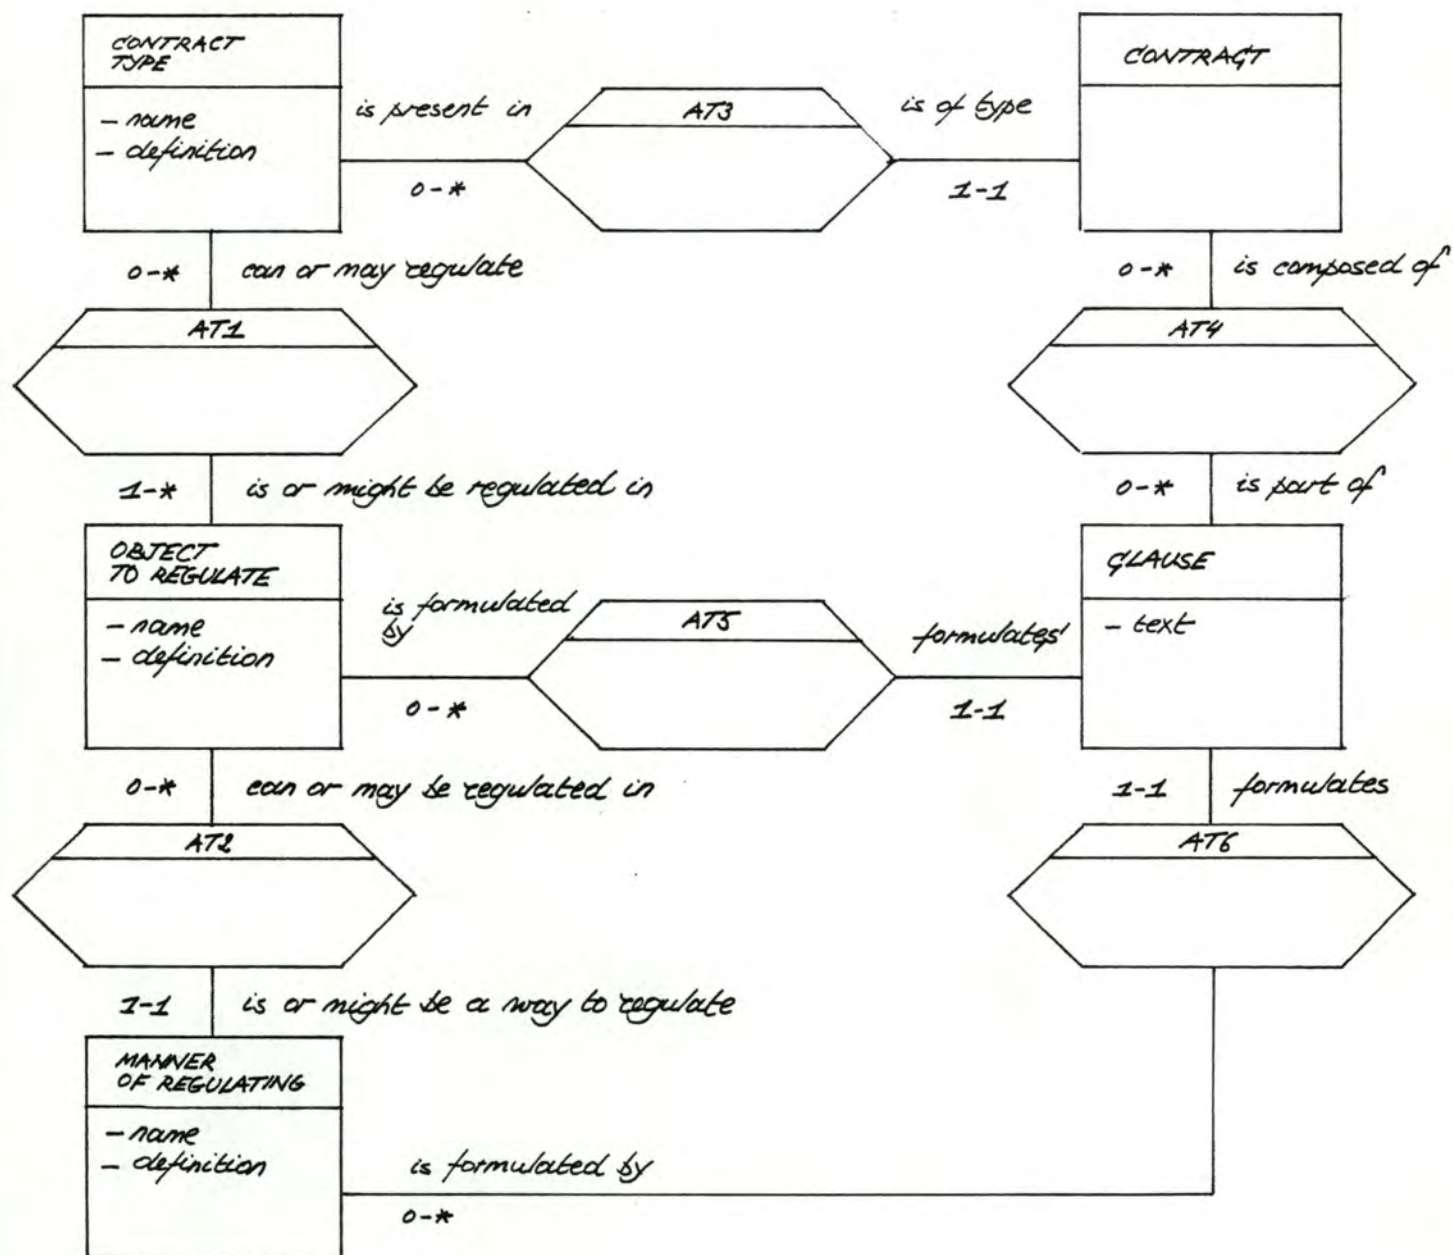 CONTRACT
TYPE
- name
- definition
is present in
0-*
AT3
is of type
1-1
CONTRACT
0-*
can or may regulate
AT1
1-*
is or might be regulated in
0-*
is composed of
AT4
0-*
is part of
OBJECT
TO REGULATE
- name
- definition
is formulated
by
0-*
AT5
formulates
1-1
CLAUSE
- text
0-*
can or may be regulated in
AT2
1-1
is or might be a way to regulate
1-1
formulates
AT6
MANNER
OF REGULATING
- name
- definition
is formulated by
0-*